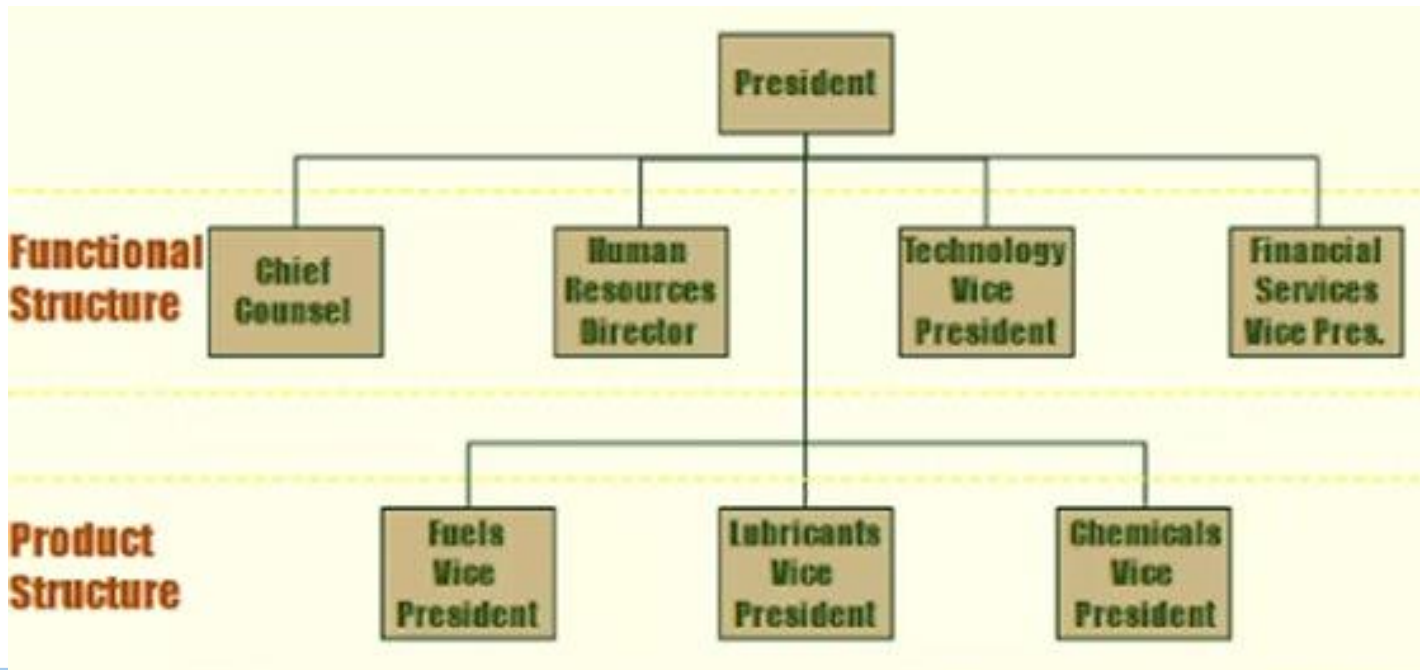 President
Functional
Structure
Chief
Counsel
Human
Resources
Director
Technology
Vice
President
Financial
Services
Vice Pres.
Product
Structure
Fuels
Vice
President
Lubricants
Vice
President
Chemicals
Vice
President